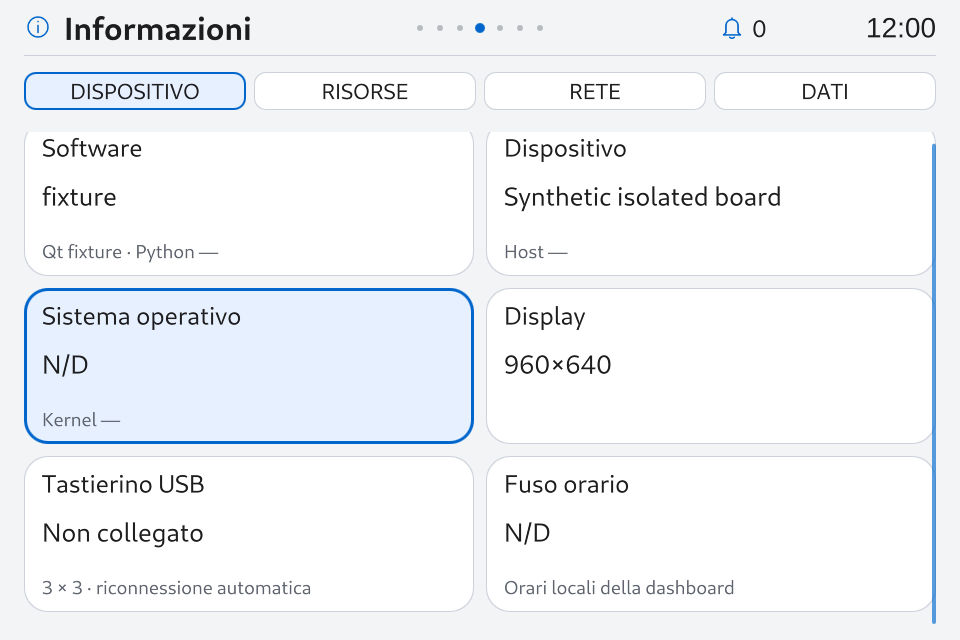 Informazioni
0
12:00
DISPOSITIVO
RISORSE
RETE
DATI
Software
fixture
Qt fixture · Python —
Dispositivo
Synthetic isolated board
Host —
Sistema operativo
N/D
Kernel —
Display
960×640
Tastierino USB
Non collegato
3 × 3 · riconnessione automatica
Fuso orario
N/D
Orari locali della dashboard